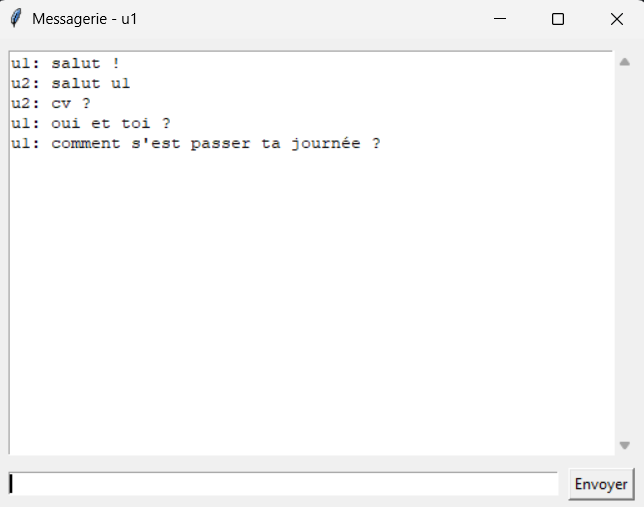 Messagerie - u1
u1: salut !
u2: salut u1
u2: cv ?
u1: oui et toi ?
u1: comment s'est passer ta journée ?
Envoyer